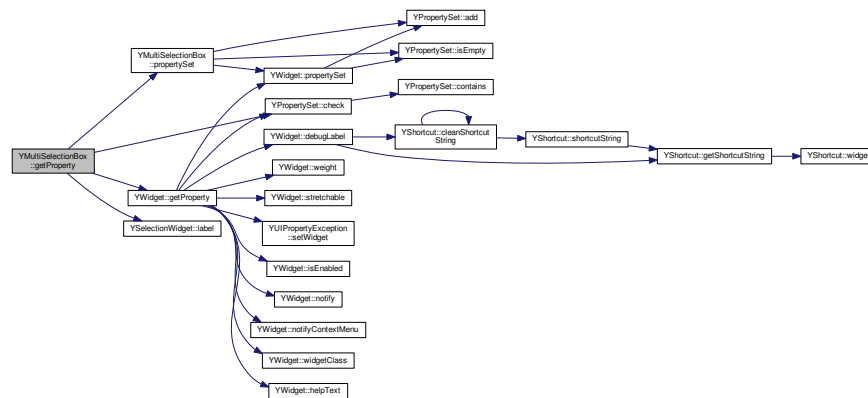 YPropertySet::add
YMultiSelectionBox
::propertySet
YPropertySet::isEmpty
YWidget::propertySet
YPropertySet::contains
YPropertySet::check
YWidget::debugLabel
YShortcut::cleanShortcut
String
YShortcut::shortcutString
YMultiSelectionBox
::getProperty
YShortcut::getShortcutString
YShortcut::widge
YWidget::weight
YWidget::getProperty
YWidget::stretchable
YSelectionWidget::label
YUIPropertyException
::setWidget
YWidget::isEnabled
YWidget::notify
YWidget::notifyContextMenu
YWidget::widgetClass
YWidget::helpText